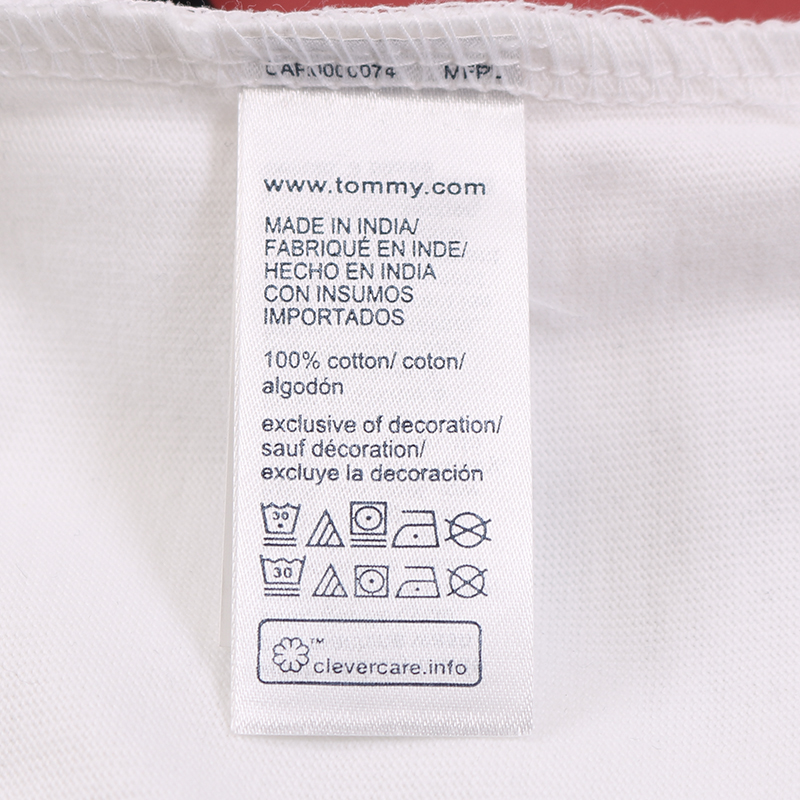 www.tommy.com
MADE IN INDIA/
FABRIQUÉ EN INDE/
HECHO EN INDIA
CON INSUMOS
IMPORTADOS
100% cotton/ coton/
algodón
exclusive of decoration/
sauf décoration/
excluye la decoración
30
30
™
clevercare.info